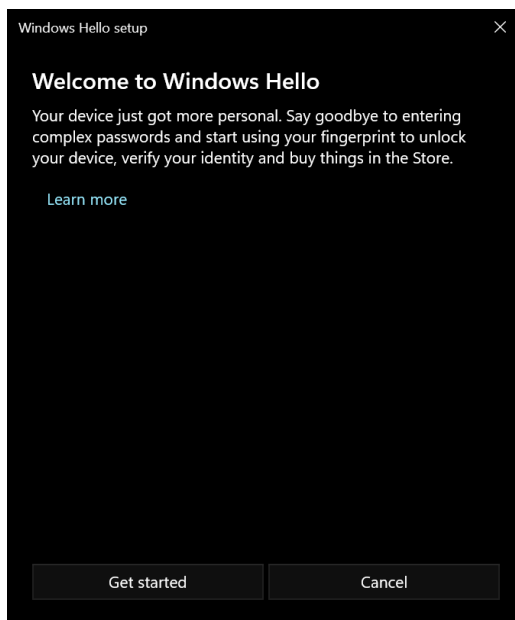 Windows Hello setup
Welcome to Windows Hello
Your device just got more personal. Say goodbye to entering
complex passwords and start using your fingerprint to unlock
your device, verify your identity and buy things in the Store.
Learn more
Get started
Cancel